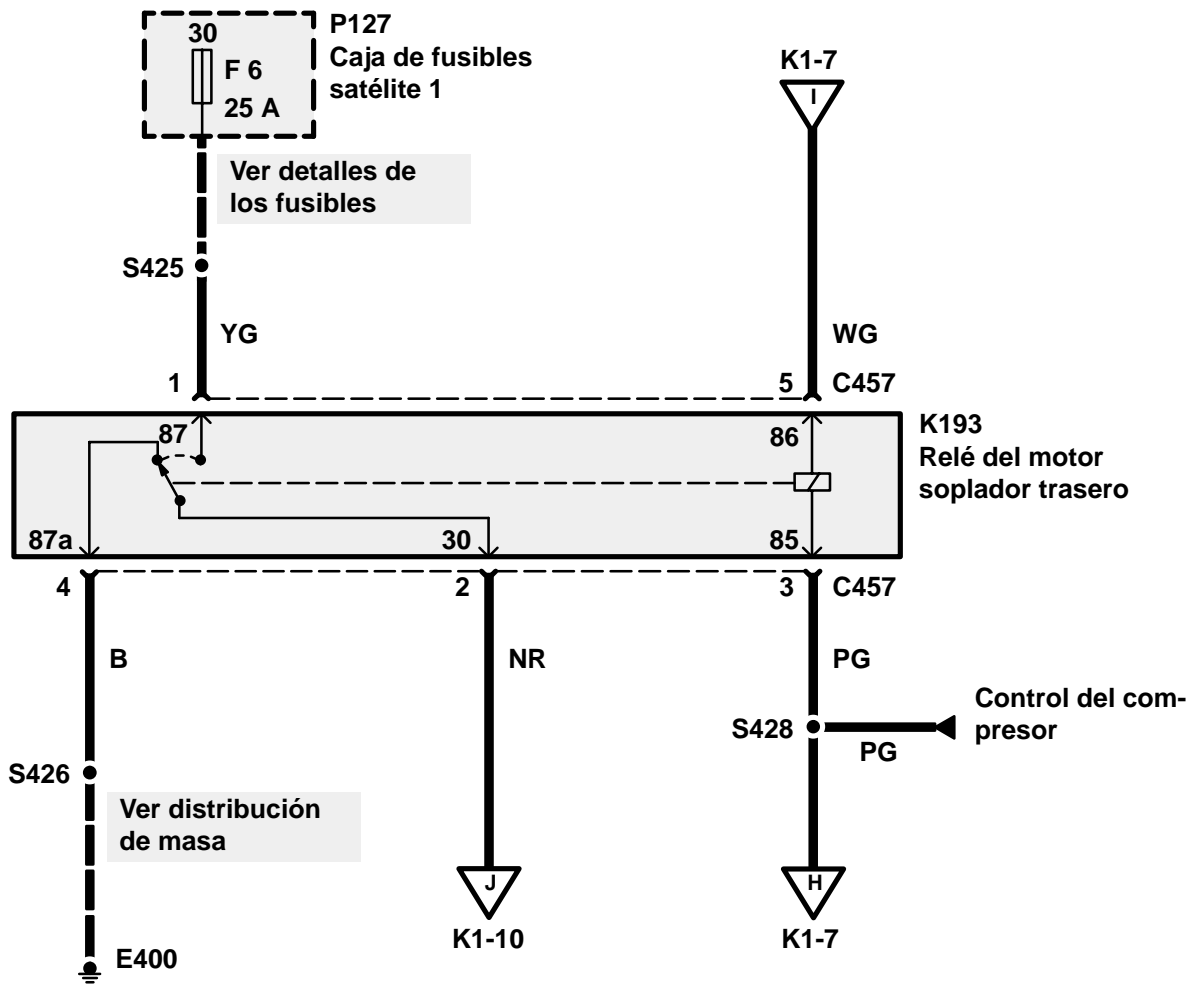 30
F 6
25 A
P127
Caja de fusibles
satélite 1
K1-7
I
Ver detalles de
los fusibles
S425
YG
WG
1
5
C457
87
86
K193
Relé del motor
soplador trasero
87a
30
85
4
2
3
C457
B
NR
PG
S428
PG
Control del com-
presor
S426
Ver distribución
de masa
J
H
K1-10
K1-7
E400